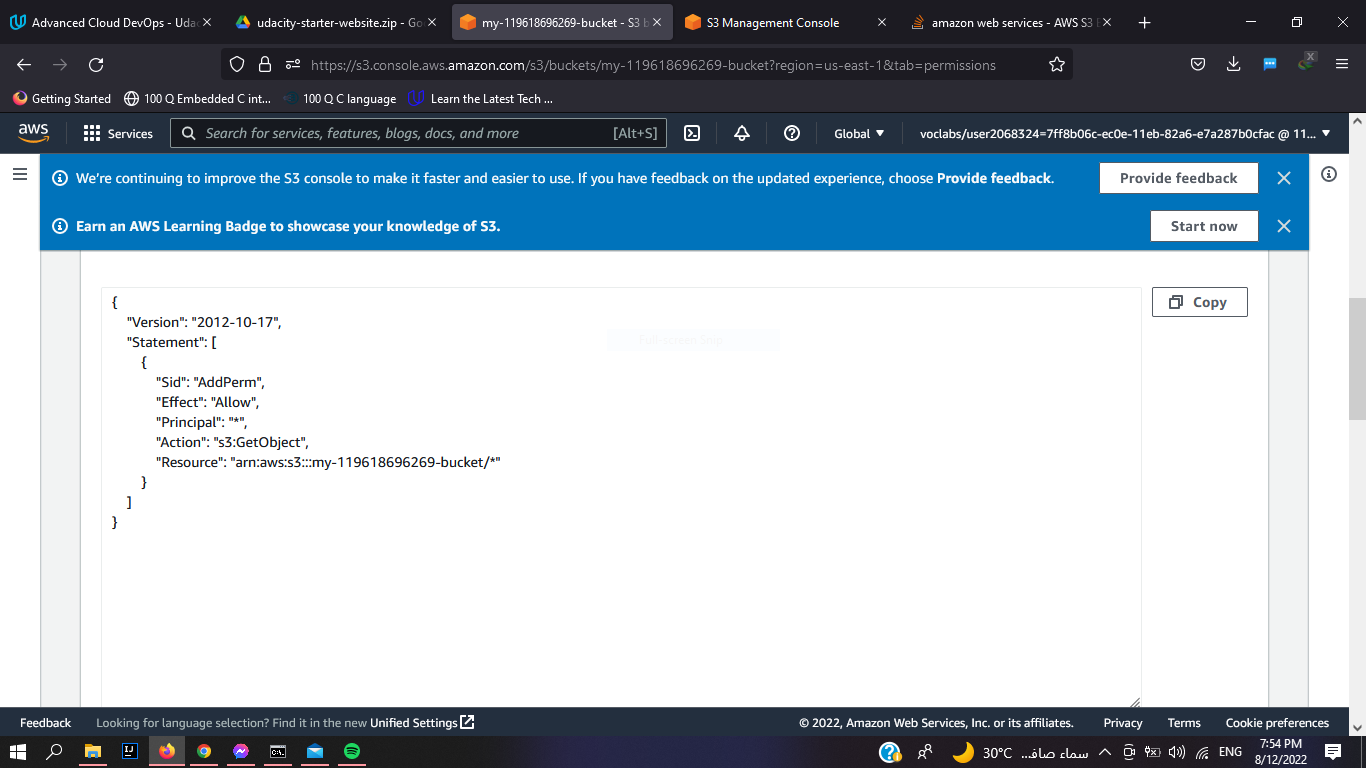 Advanced Cloud DevOps - Udac
udacity-starter-website.zip - Go
my-119618696269-bucket - S3 b
S3 Management Console
amazon web services - AWS S3 B
https://s3.console.aws.amazon.com/s3/buckets/my-119618696269-bucket?region=us-east-1&tab=permissions
Getting Started
100 Q Embedded C int...
100 Q C language
Learn the Latest Tech ...
aws
Services
Search for services, features, blogs, docs, and more
[Alt+S]
Global
voclabs/user2068324=7ff8b06c-ec0e-11eb-82a6-e7a287b0cfac @ 11...
We're continuing to improve the S3 console to make it faster and easier to use. If you have feedback on the updated experience, choose Provide feedback.
Provide feedback
Earn an AWS Learning Badge to showcase your knowledge of S3.
Start now
Copy
{
"Version": "2012-10-17",
"Statement": [
{
"Sid": "AddPerm",
"Effect": "Allow",
"Principal": "*",
"Action": "s3:GetObject",
"Resource": "arn:aws:s3:::my-119618696269-bucket/*"
}
]
}
Full-screen Snip
Feedback
Looking for language selection? Find it in the new Unified Settings
© 2022, Amazon Web Services, Inc. or its affiliates.
Privacy
Terms
Cookie preferences
30°C
سماء صاف...
ENG
7:54 PM
8/12/2022